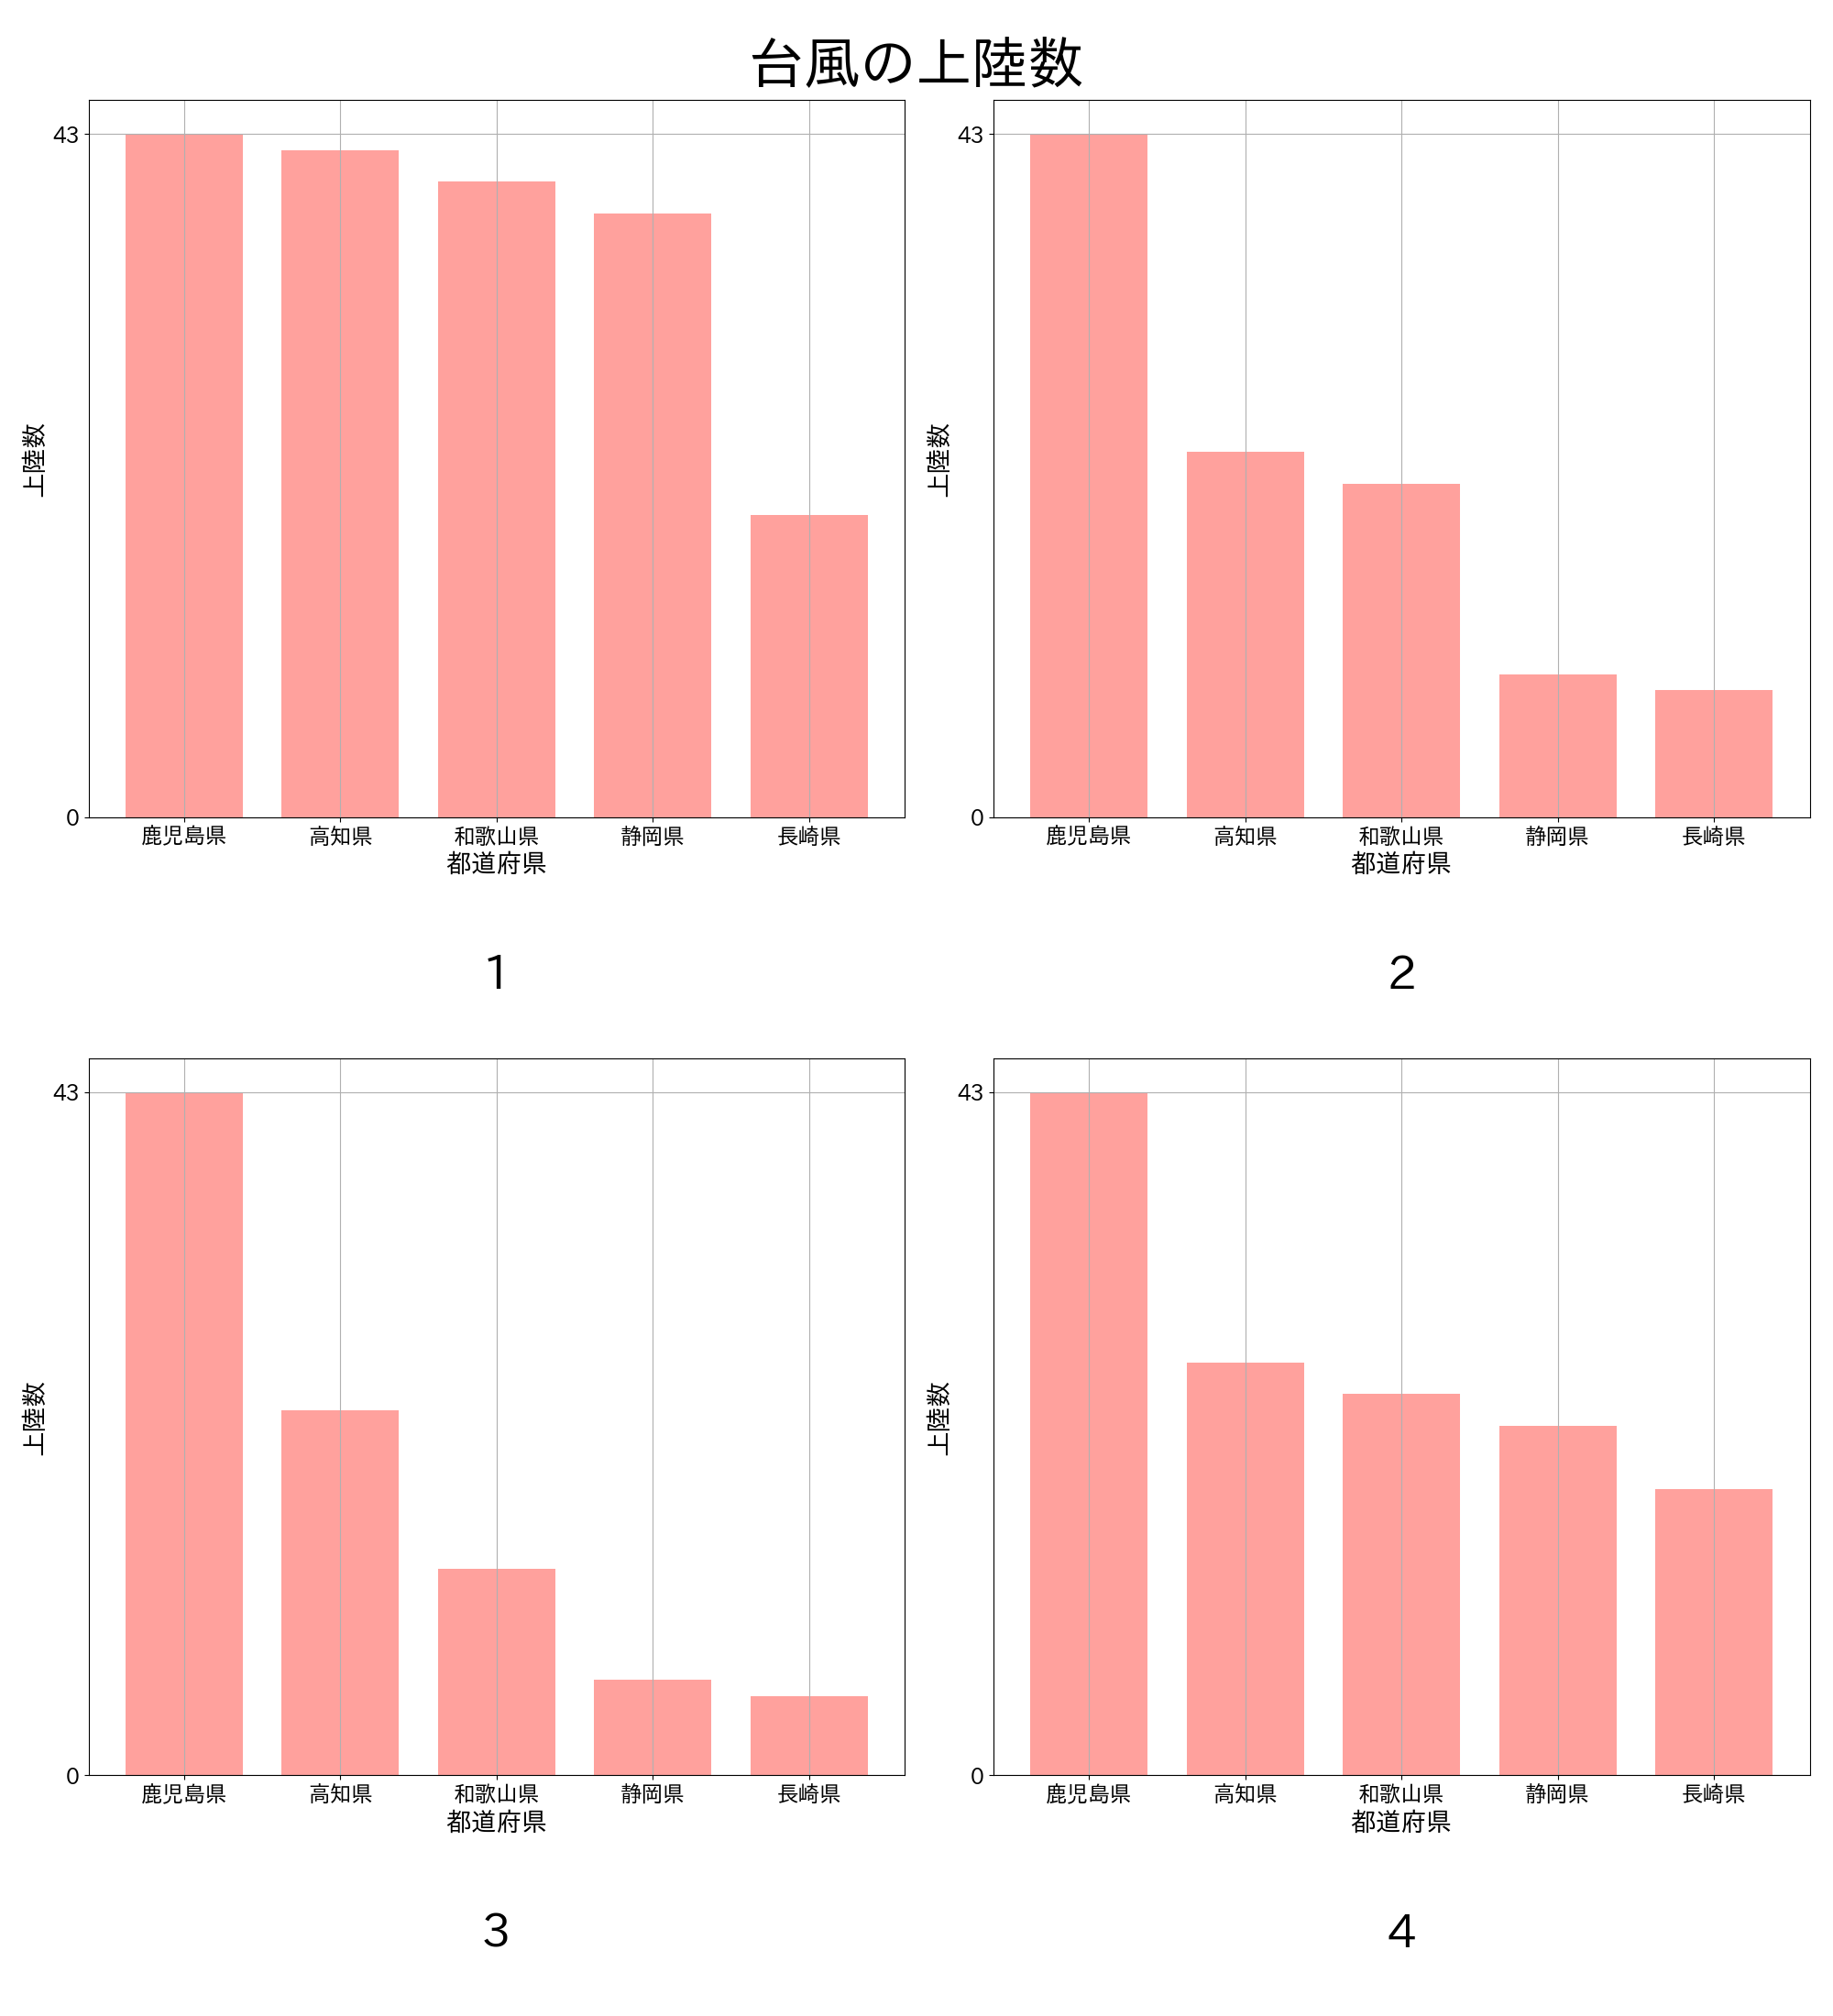 台風の上陸数
43
0
上陸数
鹿児島県 高知県 和歌山県 静岡県 長崎県
都道府県
1
43
0
上陸数
鹿児島県 高知県 和歌山県 静岡県 長崎県
都道府県
2
43
0
上陸数
鹿児島県 高知県 和歌山県 静岡県 長崎県
都道府県
3
43
0
上陸数
鹿児島県 高知県 和歌山県 静岡県 長崎県
都道府県
4